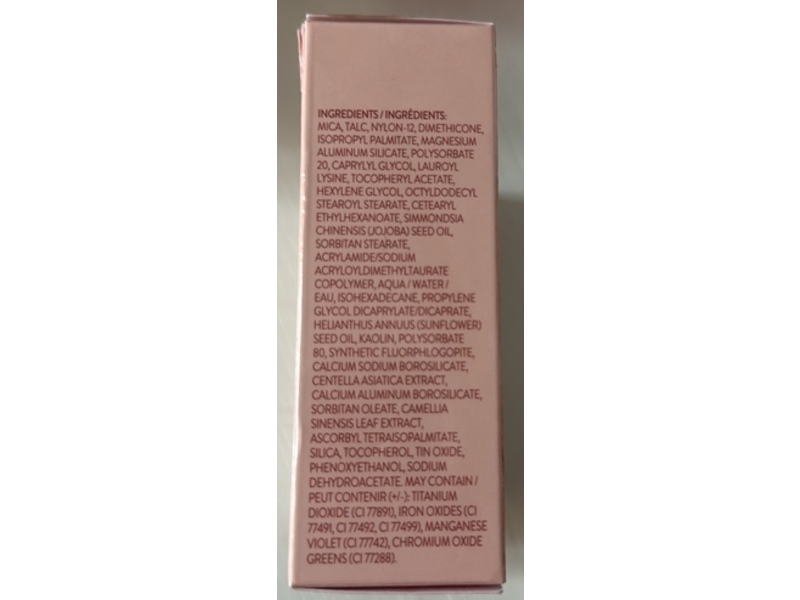 INGREDIENTS / INGRÉDIENTS:
MICA, TALC, NYLON-12, DIMETHICONE,
ISOPROPYL PALMITATE, MAGNESIUM
ALUMINUM SILICATE, POLYSORBATE
20, CAPRYLYL GLYCOL, LAUROYL
LYSINE, TOCOPHERYL ACETATE,
HEXYLENE GLYCOL, OCTYLDODECYL
STEAROYL STEARATE, CETEARYL
ETHYLHEXANOATE, SIMMONDSIA
CHINENSIS (JOJOBA) SEED OIL,
SORBITAN STEARATE,
ACRYLAMIDE/SODIUM
ACRYLOYLDIMETHYLTAURATE
COPOLYMER, AQUA / WATER /
EAU, ISOHEXADECANE, PROPYLENE
GLYCOL DICAPRYLATE/DICAPRATE,
HELIANTHUS ANNUUS (SUNFLOWER)
SEED OIL, KAOLIN, POLYSORBATE
80, SYNTHETIC FLUORPHLOGOPITE,
CALCIUM SODIUM BOROSILICATE,
CENTELLA ASIATICA EXTRACT,
CALCIUM ALUMINUM BOROSILICATE,
SORBITAN OLEATE, CAMELLIA
SINENSIS LEAF EXTRACT,
ASCORBYL TETRAISOPALMITATE,
SILICA, TOCOPHEROL, TIN OXIDE,
PHENOXYETHANOL, SODIUM
DEHYDROACETATE. MAY CONTAIN /
PEUT CONTENIR (+/-): TITANIUM
DIOXIDE (CI 77891), IRON OXIDES (CI
77491, CI 77492, CI 77499), MANGANESE
VIOLET (CI 77742), CHROMIUM OXIDE
GREENS (CI 77288).